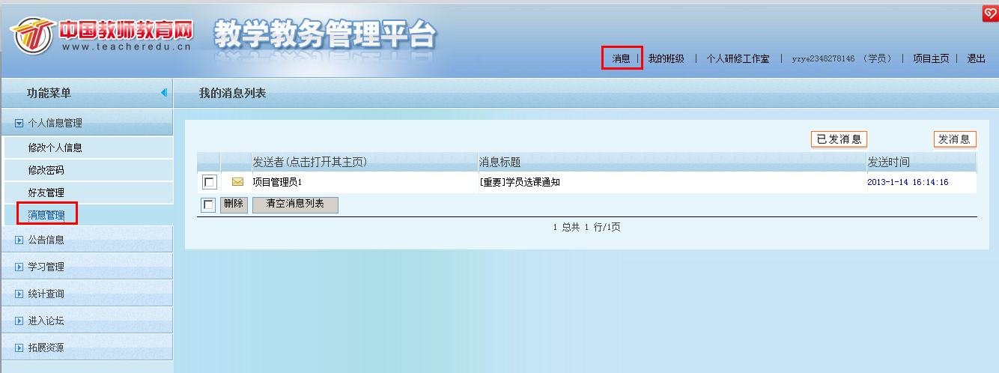 中国教师教育网
www.teacheredu.cn
教学教务管理平台
消息 | 我的班级 | 个人研修工作室 | yzye2348278146 (学员) | 项目主页 | 退出
功能菜单
我的消息列表
个人信息管理
修改个人信息
修改密码
好友管理
消息管理
公告信息
学习管理
统计查询
进入论坛
拓展资源
已发消息 发消息
发送者(点击打开其主页) 消息标题 发送时间
项目管理员1 [重要]学员选课通知 2013-1-14 16:14:16
删除 清空消息列表
1 总共 1 行/1页